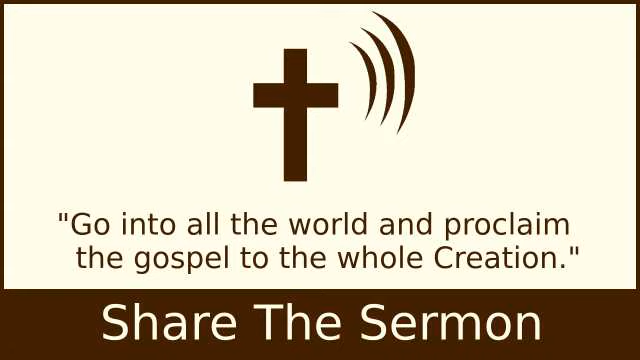 "Go into all the world and proclaim
the gospel to the whole Creation."
Share The Sermon